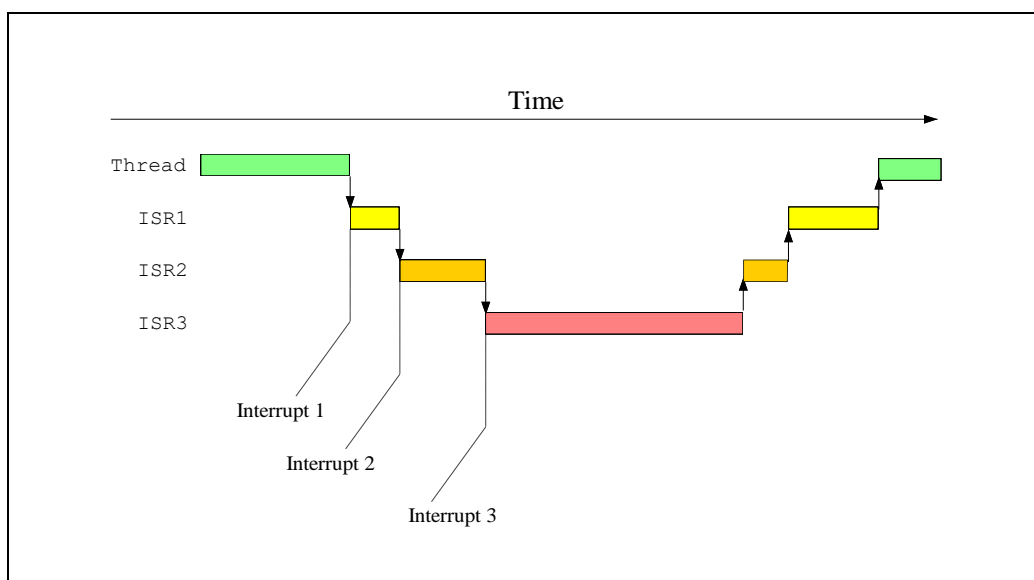 Time
Thread
ISR1
ISR2
ISR3
Interrupt 1
Interrupt 2
Interrupt 3